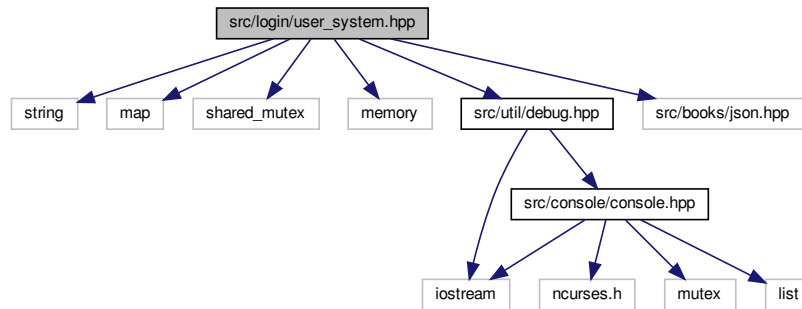 src/login/user_system.hpp
string
map
shared_mutex
memory
src/util/debug.hpp
src/books/json.hpp
src/console/console.hpp
iostream
ncurses.h
mutex
list